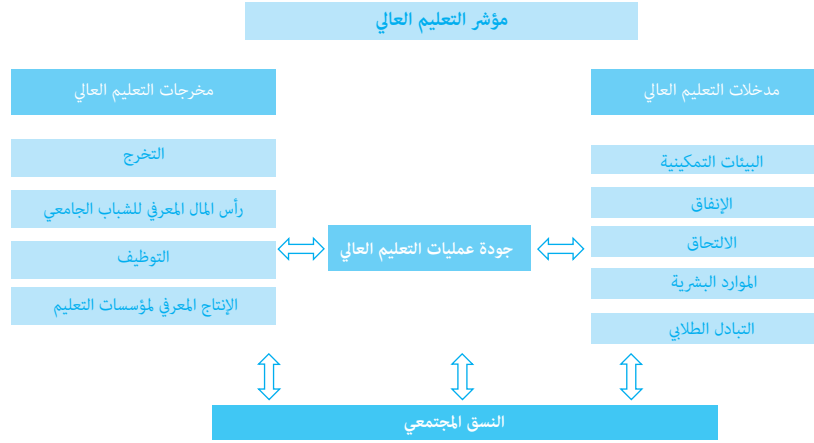 مؤشر التعليم العالي
مدخلات التعليم العالي
البيئات التمكينية
الإنفاق
الالتحاق
الموارد البشرية
التبادل الطلابي
جودة عمليات التعليم العالي
مخرجات التعليم العالي
التخرج
رأس المال المعرفي للشباب الجامعي
التوظيف
الإنتاج المعرفي لمؤسسات التعليم
النسق المجتمعي